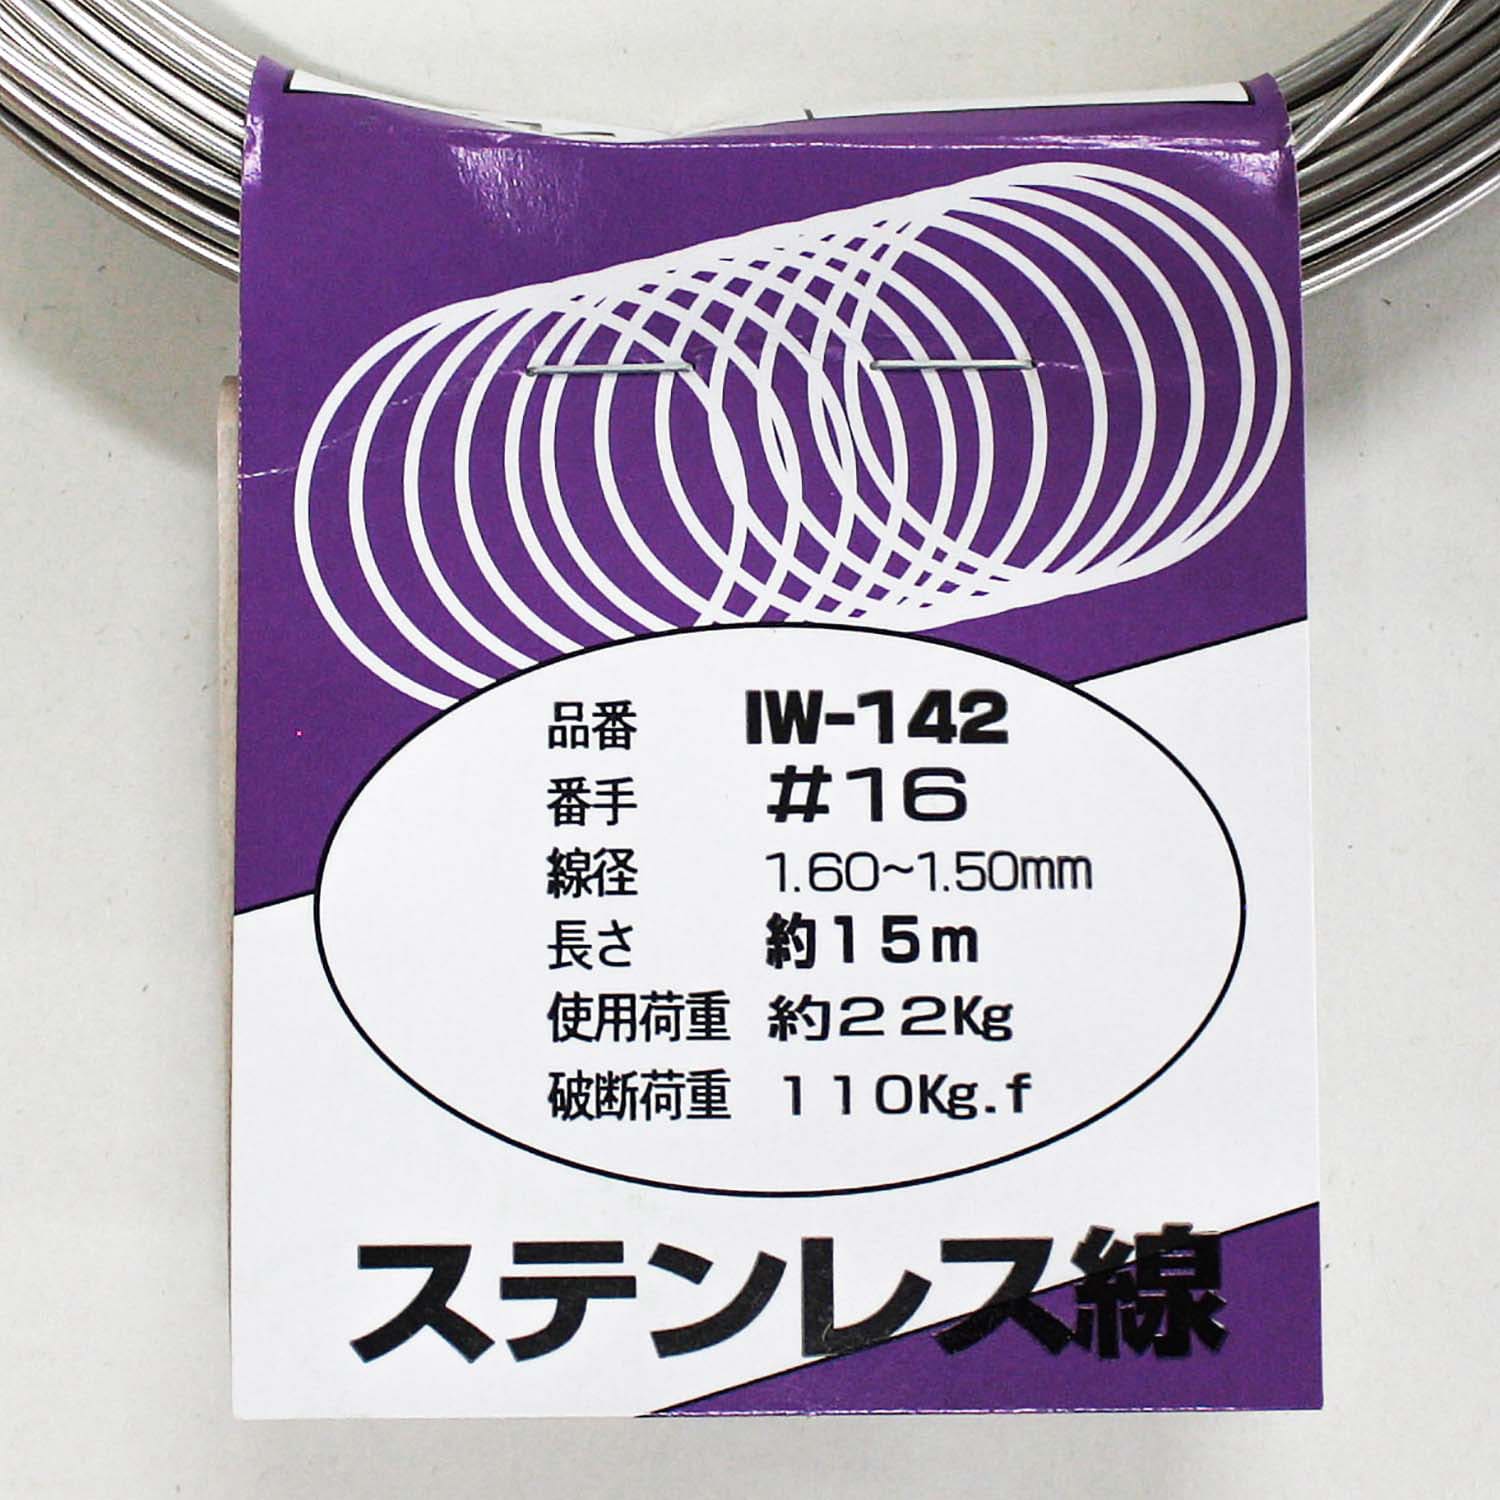 品番 IW-142
番手 #16
線径 1.60~1.50mm
長さ 約15m
使用荷重 約22Kg
破断荷重 110Kg.f
ステンレス線